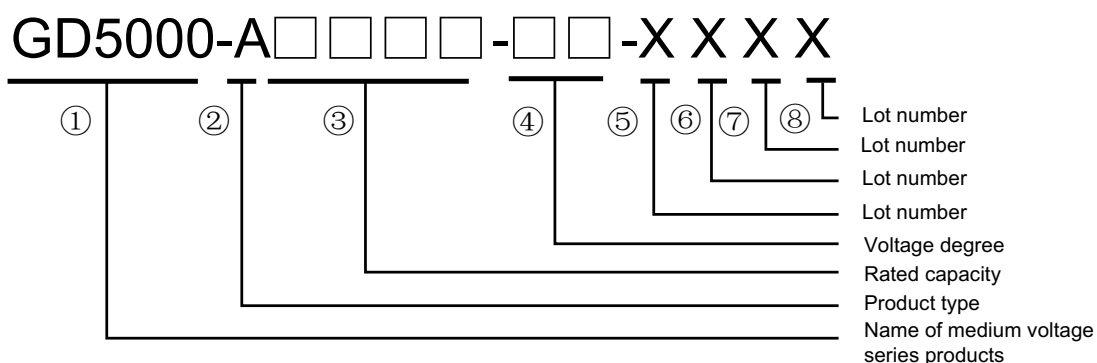 GD5000-A□□□□-□□-XXXX
① ② ③ ④ ⑤ ⑥ ⑦ ⑧
Lot number
Lot number
Lot number
Lot number
Voltage degree
Rated capacity
Product type
Name of medium voltage
series products